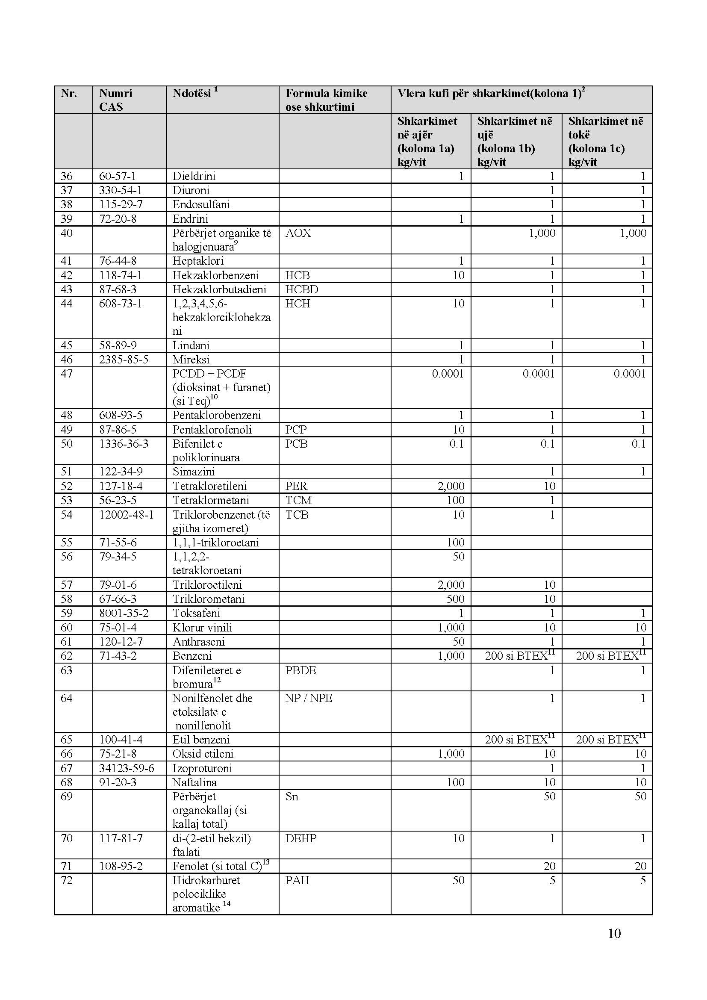 Nr. Numri Ndotësi 1 Formula kimike Vlera kufi për shkarkimet(kolona 1)2
CAS ose shkurtimi
Shkarkimet Shkarkimet në Shkarkimet në
në ajër ujë tokë
(kolona 1a) (kolona 1b) (kolona 1c)
kg/vit kg/vit kg/vit
36 60-57-1 Dieldrini 1 1 1
37 330-54-1 Diuroni 1 1
38 115-29-7 Endosulfani 1 1
39 72-20-8 Endrini 1 1 1
40 Përbërjet organike të AOX 1,000 1,000
halogjenuara9
41 76-44-8 Heptaklori 1 1 1
42 118-74-1 Hekzaklorbenzeni HCB 10 1 1
43 87-68-3 Hekzaklorbutadieni HCBD 1 1
44 608-73-1 1,2,3,4,5,6- HCH 10 1 1
hekzaklorciklohekza
ni
45 58-89-9 Lindani 1 1 1
46 2385-85-5 Mireksi 1 1 1
47 PCDD + PCDF 0.0001 0.0001 0.0001
(dioksinat + furanet)
(si Teq)10
48 608-93-5 Pentaklorobenzeni 1 1 1
49 87-86-5 Pentaklorofenoli PCP 10 1 1
50 1336-36-3 Bifenilet e PCB 0.1 0.1 0.1
poliklorinuara
51 122-34-9 Simazini 1 1
52 127-18-4 Tetrakloretileni PER 2,000 10
53 56-23-5 Tetraklormetani TCM 100 1
54 12002-48-1 Triklorobenzenet (të TCB 10 1
gjitha izomeret)
55 71-55-6 1,1,1-trikloroetani 100
56 79-34-5 1,1,2,2- 50
tetrakloroetani
57 79-01-6 Trikloroetileni 2,000 10
58 67-66-3 Triklorometani 500 10
59 8001-35-2 Toksafeni 1 1 1
60 75-01-4 Klorur vinili 1,000 10 10
61 120-12-7 Anthraseni 50 1 1
62 71-43-2 Benzeni 1,000 200 si BTEX11 200 si BTEX11
63 Difenileteret e PBDE 1 1
bromura12
64 Nonilfenolet dhe NP / NPE 1 1
etoksilate e
nonilfenolit
65 100-41-4 Etil benzeni 200 si BTEX11 200 si BTEX11
66 75-21-8 Oksid etileni 1,000 10 10
67 34123-59-6 Izoproturoni 1 1
68 91-20-3 Naftalina 100 10 10
69 Përbërjet Sn 50 50
organokallaj (si
kallaj total)
70 117-81-7 di-(2-etil hekzil) DEHP 10 1 1
ftalati
71 108-95-2 Fenolet (si total C)13 20 20
72 Hidrokarburet PAH 50 5 5
polociklike
aromatike 14
10